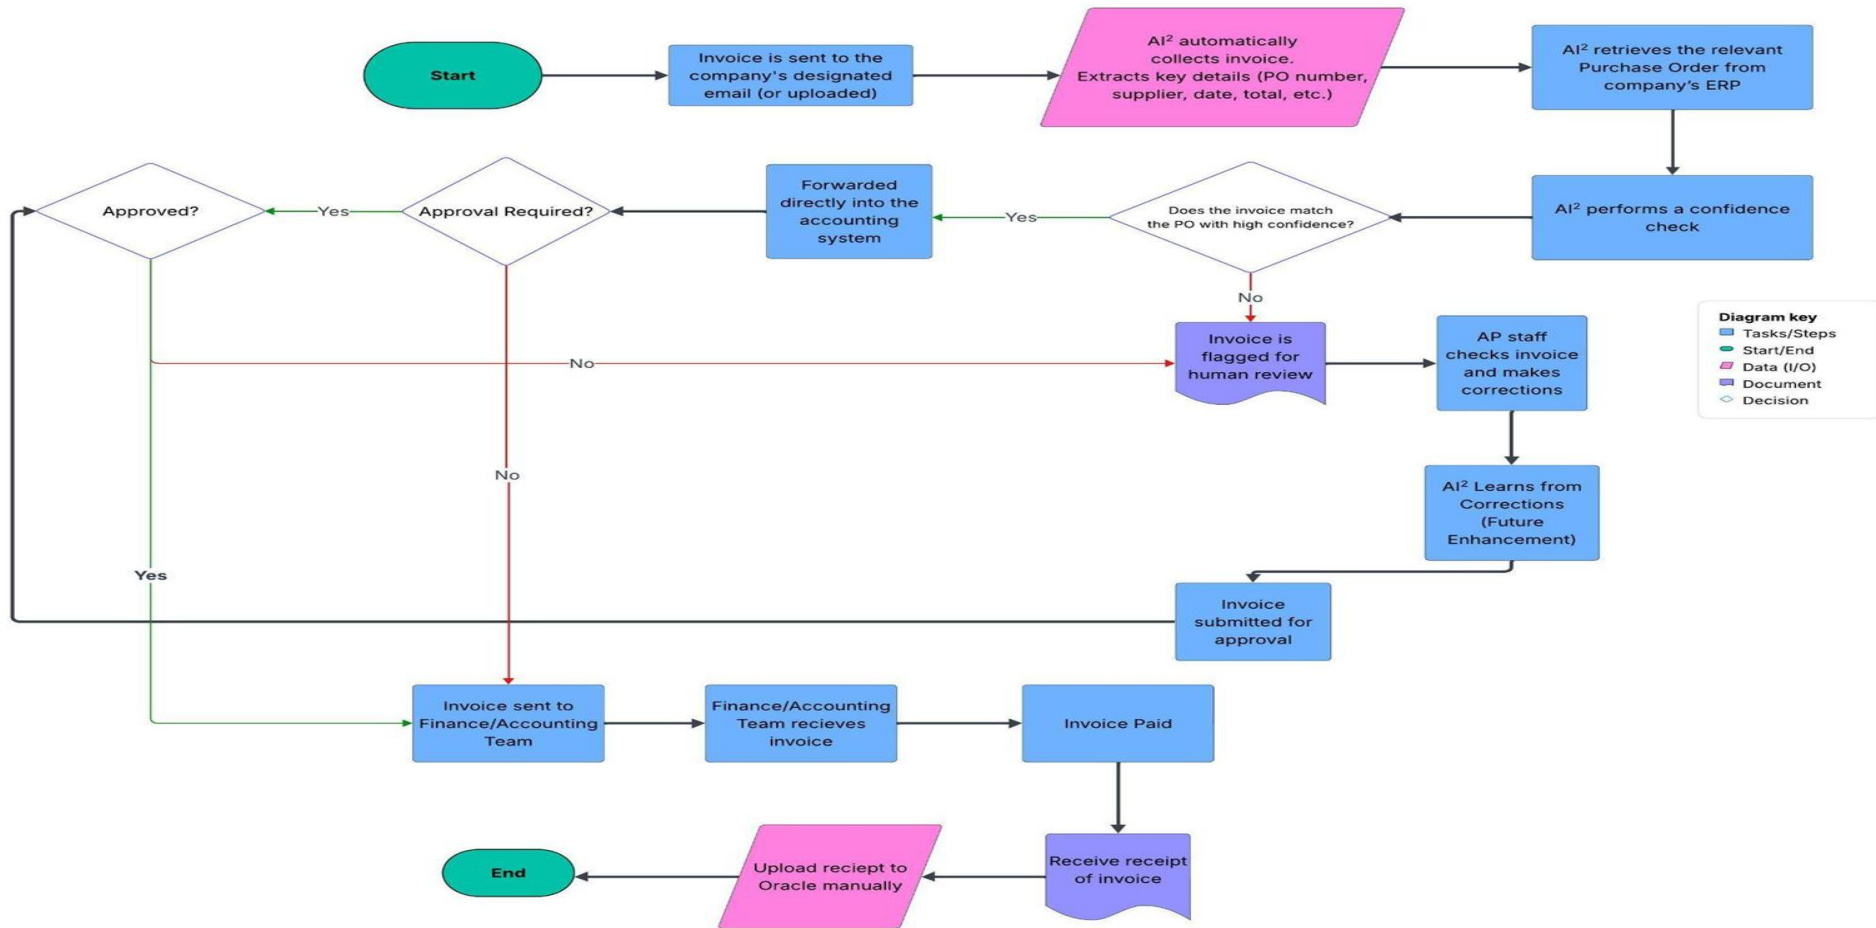 Start
Invoice is sent to the
company's designated
email (or uploaded)
AI² automatically
collects invoice.
Extracts key details (PO number,
supplier, date, total, etc.)
AI² retrieves the relevant
Purchase Order from
company's ERP
Approved?
Yes
Approval Required?
Forwarded
directly into the
accounting
system
Yes
Does the invoice match
the PO with high confidence?
AI² performs a confidence
check
No
Diagram key
Tasks/Steps
Start/End
Data (I/O)
Document
Decision
No
Invoice is
flagged for
human review
AP staff
checks invoice
and makes
corrections
No
AI² Learns from
Corrections
(Future
Enhancement)
Yes
Invoice
submitted for
approval
Invoice sent to
Finance/Accounting
Team
Finance/Accounting
Team recieves
invoice
Invoice Paid
End
Upload reciept to
Oracle manually
Receive receipt
of invoice